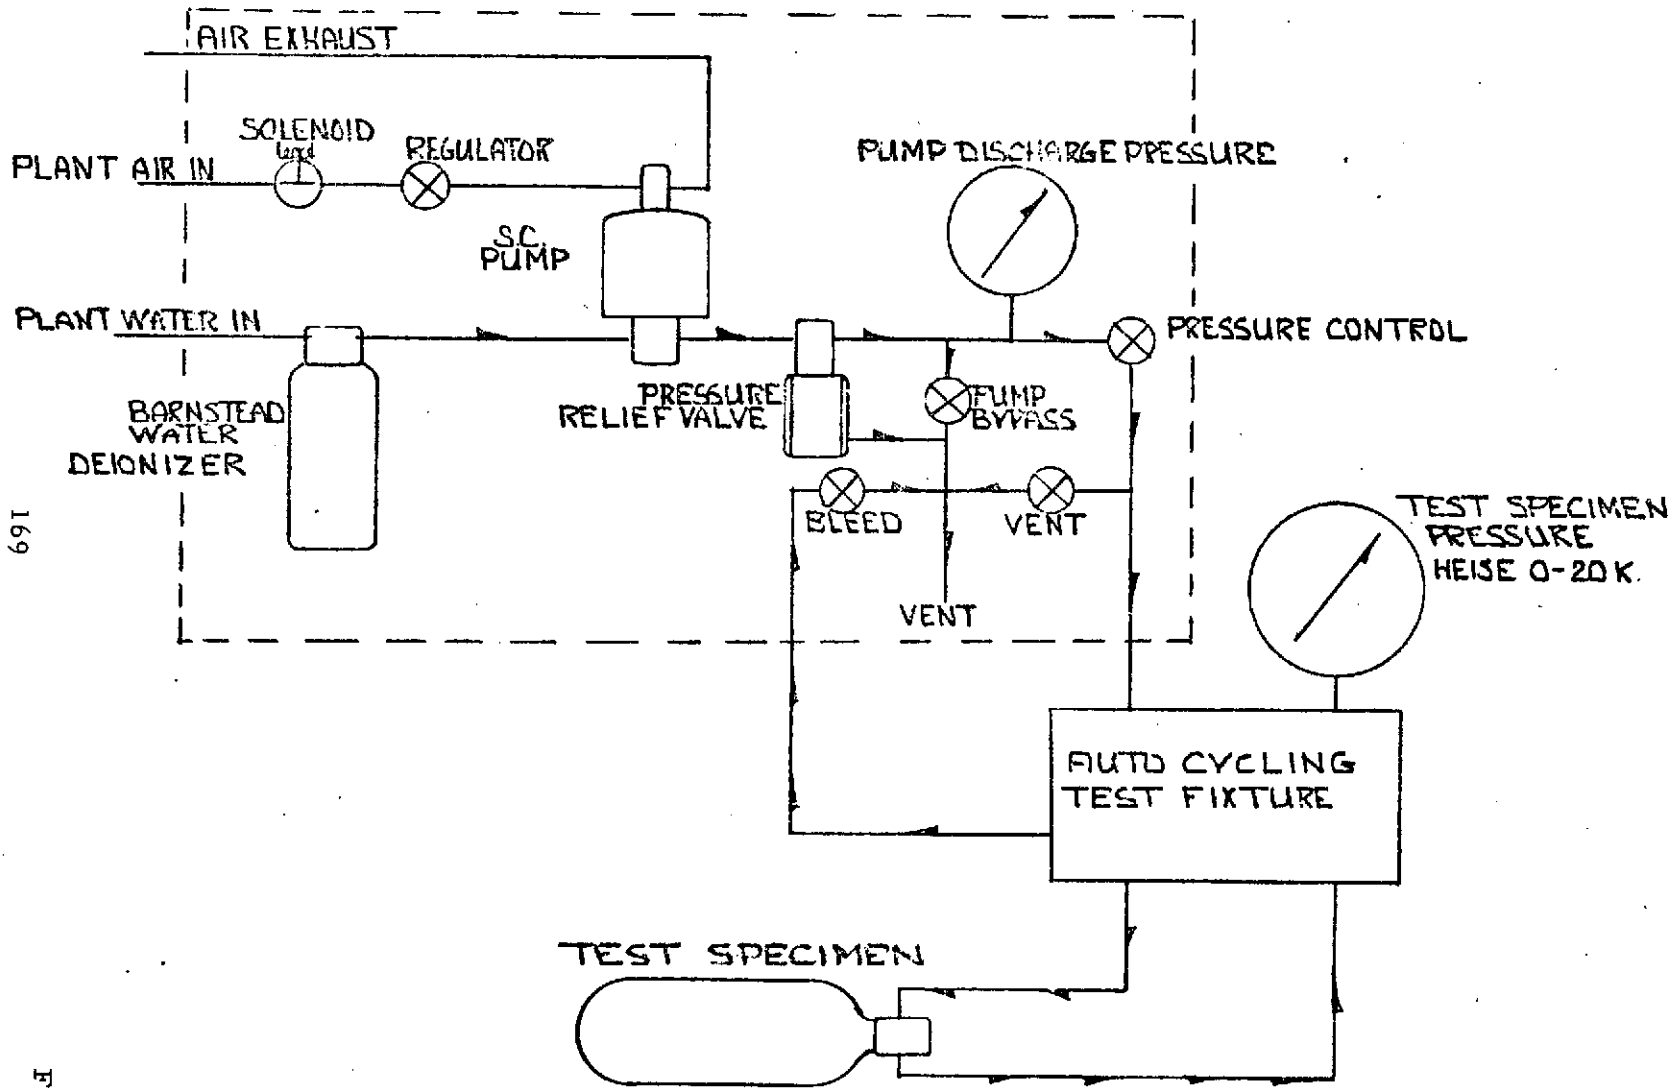 AIR EXHAUST
SOLENOID
PLANT AIR IN
REGULATOR
PUMP DISCHARGE PPESSURE
S.C.
PUMP
PLANT WATER IN
PRESSURE CONTROL
BARNSTEAD
WATER
DEIONIZER
PRESSURE
RELIEF VALVE
PUMP
BYVASS
BLEED
VENT
VENT
TEST SPECIMEN
PRESSURE
HEISE 0-20K.
AUTO CYCLING
TEST FIXTURE
TEST SPECIMEN
169